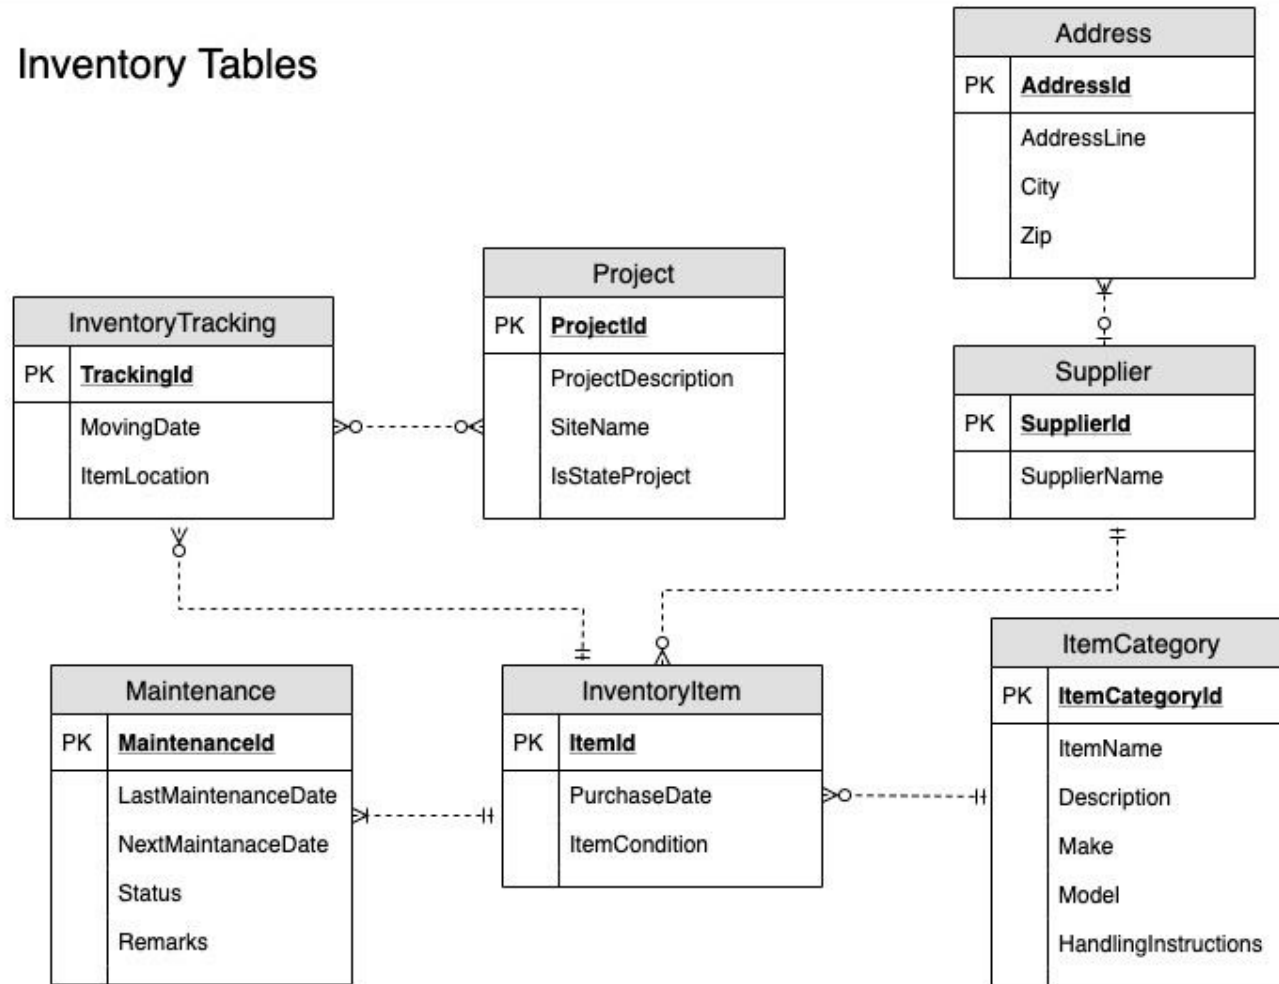 Inventory Tables
Address
PK AddressId
AddressLine
City
Zip
Project
PK ProjectId
ProjectDescription
SiteName
IsStateProject
InventoryTracking
PK TrackingId
MovingDate
ItemLocation
Supplier
PK SupplierId
SupplierName
Maintenance
PK MaintenanceId
LastMaintenanceDate
NextMaintanaceDate
Status
Remarks
InventoryItem
PK ItemId
PurchaseDate
ItemCondition
ItemCategory
PK ItemCategoryId
ItemName
Description
Make
Model
HandlingInstructions